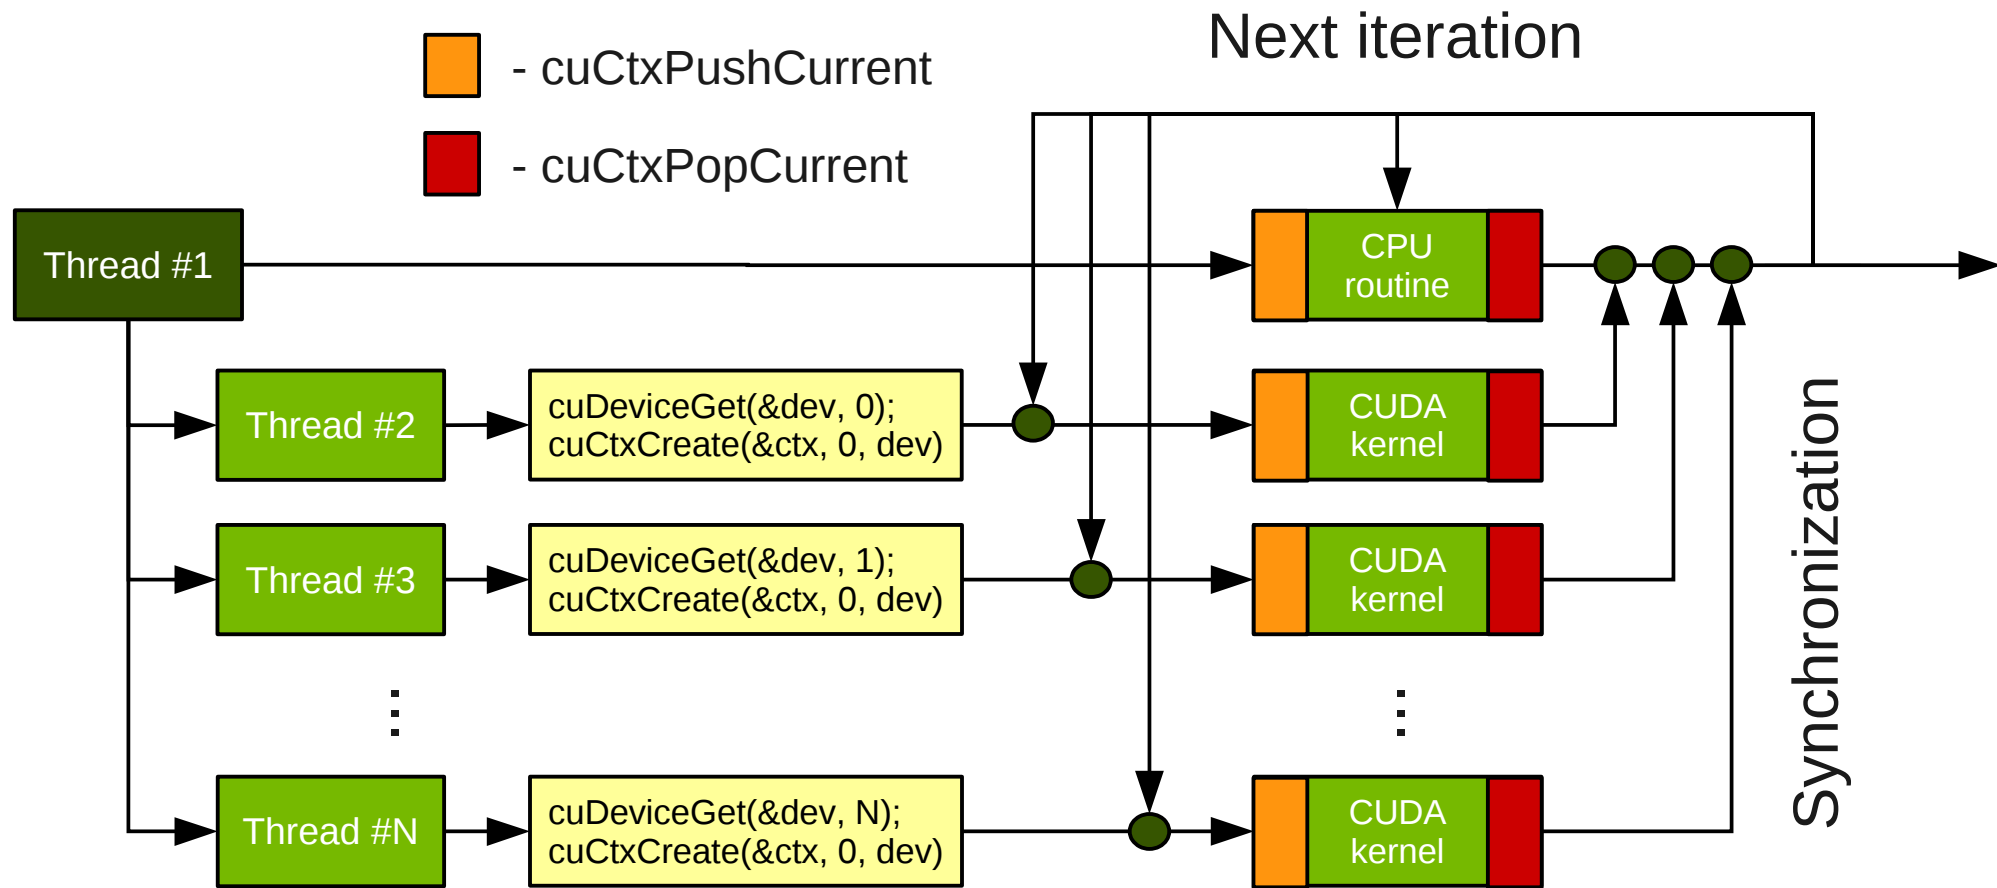 Next iteration
- cuCtxPushCurrent
- cuCtxPopCurrent
Thread #1
CPU
routine
Thread #2
cuDeviceGet(&dev, 0);
cuCtxCreate(&ctx, 0, dev)
CUDA
kernel
Thread #3
cuDeviceGet(&dev, 1);
cuCtxCreate(&ctx, 0, dev)
CUDA
kernel
Synchronization
Thread #N
cuDeviceGet(&dev, N);
cuCtxCreate(&ctx, 0, dev)
CUDA
kernel